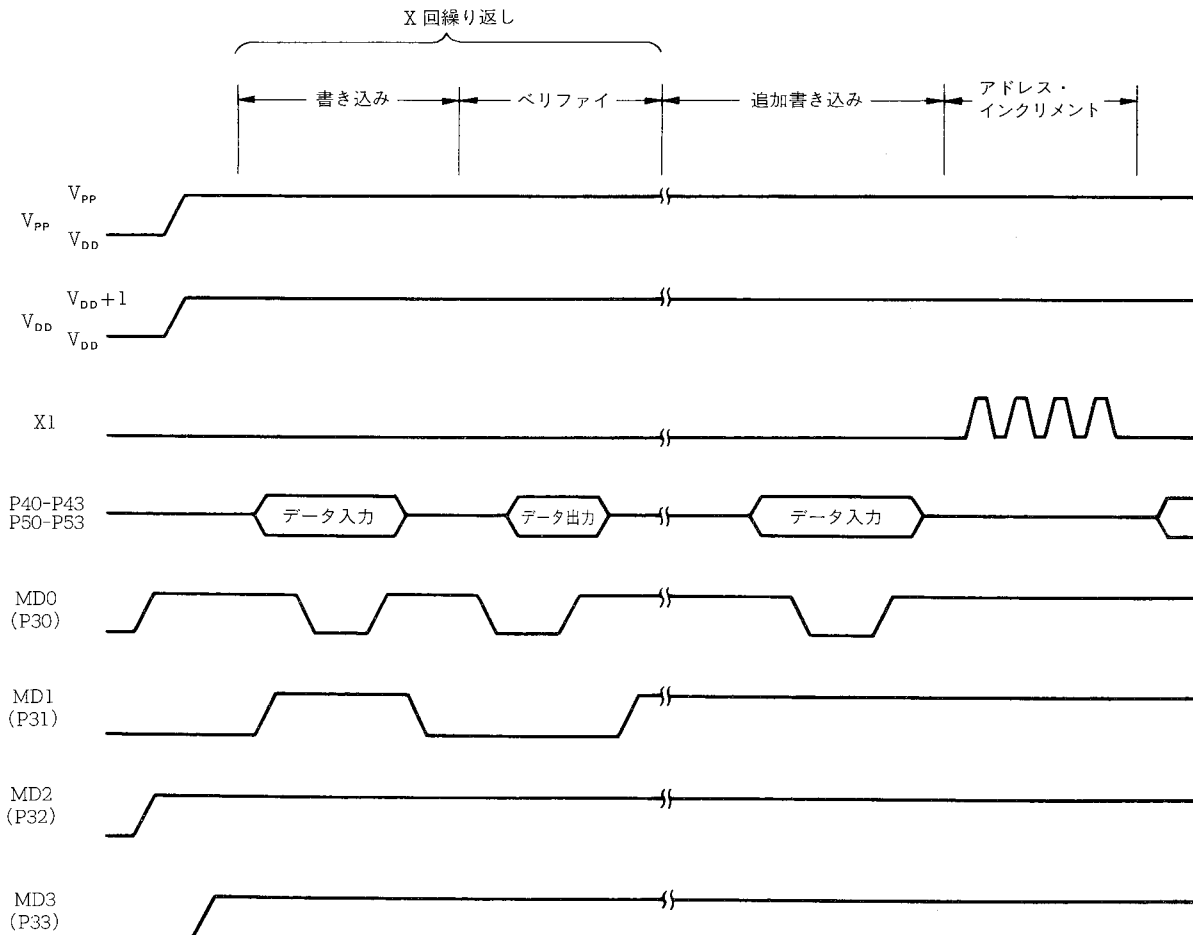 X 回繰り返し
書き込み
ベリファイ
追加書き込み
アドレス・
インクリメント
V_PP
V_PP
V_DD
V_DD+1
V_DD
V_DD
X1
P40-P43
P50-P53
データ入力
データ出力
データ入力
MD0
(P30)
MD1
(P31)
MD2
(P32)
MD3
(P33)